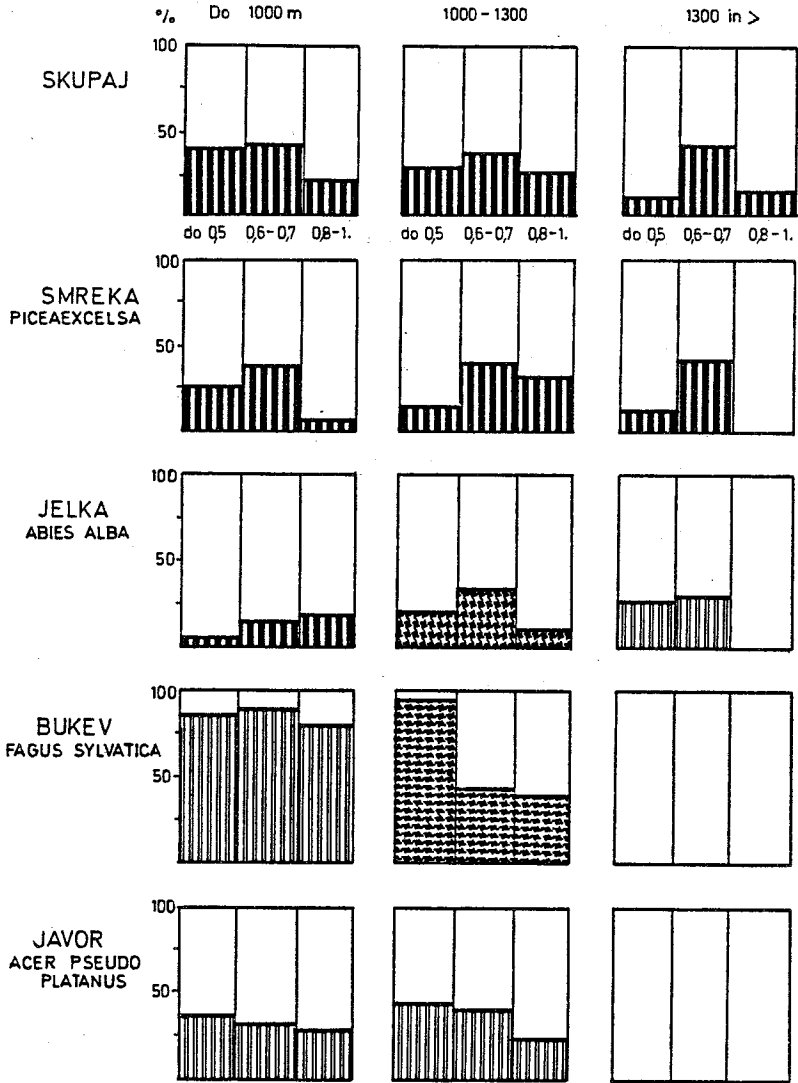 % Do 1000 m 1000-1300 1300 in >
100
SKUPAJ
50
do 0,5 0,6-0,7 0,8-1. do 0,5 0,6-0,7 0,8-1. do 0,5 0,6-0,7 0,8-1.
100
SMREKA
PICEAEXCELSA
50
100
JELKA
ABIES ALBA
50
100
BUKEV
FAGUS SYLVATICA
50
100
JAVOR
ACER PSEUDO
PLATANUS
50